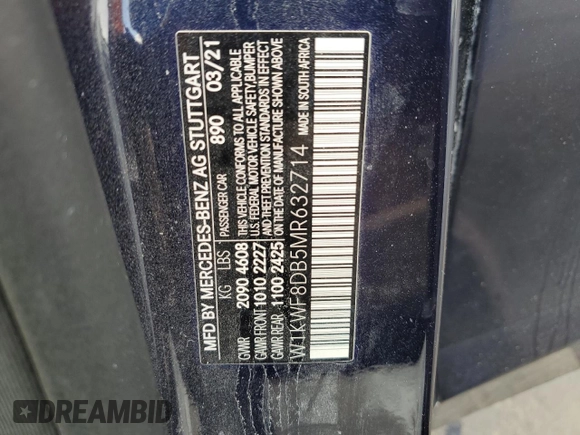 MFD BY MERCEDES-BENZ AG STUTTGART
PASSENGER CAR 890 03/21
KG LBS THIS VEHICLE CONFORMS TO ALL APPLICABLE
GVWR 2090 4608 U.S. FEDERAL MOTOR VEHICLE SAFETY, BUMPER
GAWR FRONT 1010 2227 AND THEFT PREVENTION STANDARDS IN EFFECT
GAWR REAR 1100 2425 ON THE DATE OF MANUFACTURE SHOWN ABOVE
W1KWF8DB5MR632714 MADE IN SOUTH AFRICA
DREAMBID